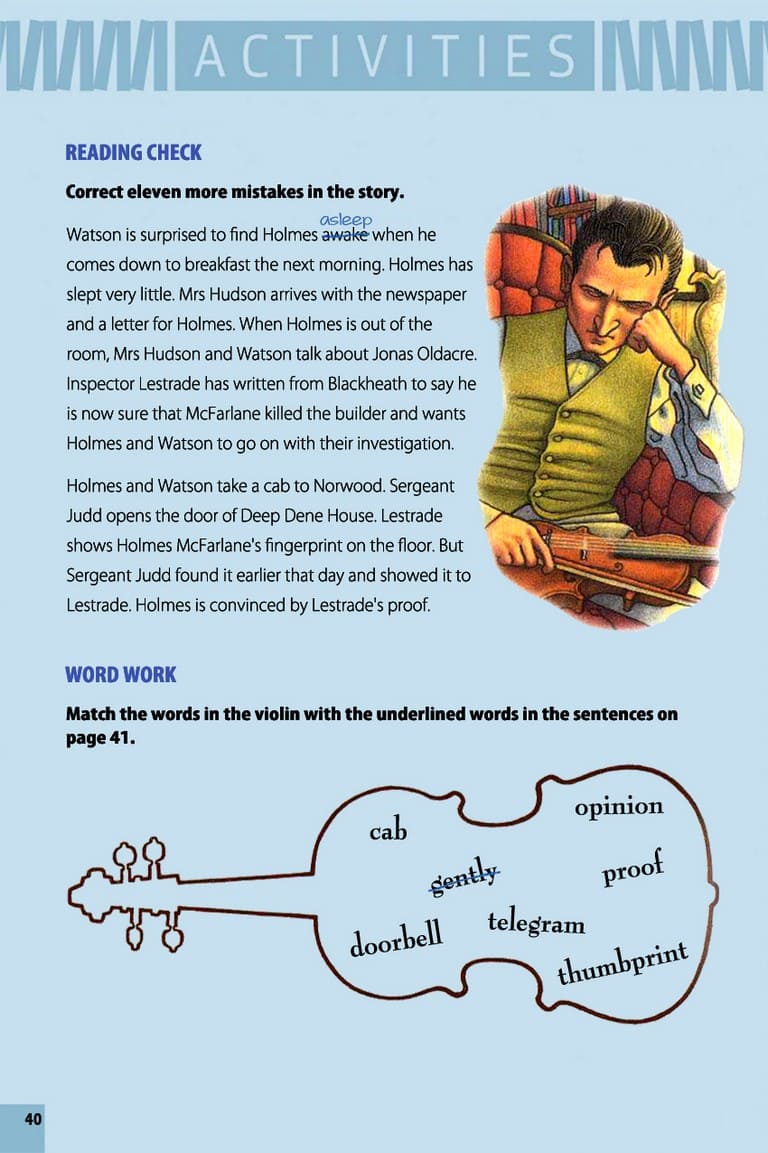 ACTIVITIES
READING CHECK
Correct eleven more mistakes in the story.
asleep
Watson is surprised to find Holmes awake when he
comes down to breakfast the next morning. Holmes has
slept very little. Mrs Hudson arrives with the newspaper
and a letter for Holmes. When Holmes is out of the
room, Mrs Hudson and Watson talk about Jonas Oldacre.
Inspector Lestrade has written from Blackheath to say he
is now sure that McFarlane killed the builder and wants
Holmes and Watson to go on with their investigation.
Holmes and Watson take a cab to Norwood. Sergeant
Judd opens the door of Deep Dene House. Lestrade
shows Holmes McFarlane's fingerprint on the floor. But
Sergeant Judd found it earlier that day and showed it to
Lestrade. Holmes is convinced by Lestrade's proof.
WORD WORK
Match the words in the violin with the underlined words in the sentences on
page 41.
opinion
cab
gently
proof
telegram
doorbell
thumbprint
40